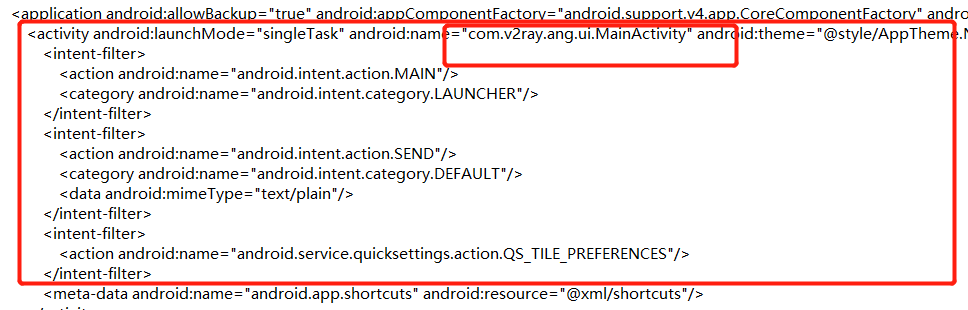 <application android:allowBackup="true" android:appComponentFactory="android.support.v4.app.CoreComponentFactory"
<activity android:launchMode="singleTask" android:name="com.v2ray.ang.ui.MainActivity" android:theme="@style/AppTheme.
<intent-filter>
<action android:name="android.intent.action.MAIN"/>
<category android:name="android.intent.category.LAUNCHER"/>
</intent-filter>
<intent-filter>
<action android:name="android.intent.action.SEND"/>
<category android:name="android.intent.category.DEFAULT"/>
<data android:mimeType="text/plain"/>
</intent-filter>
<intent-filter>
<action android:name="android.service.quicksettings.action.QS_TILE_PREFERENCES"/>
</intent-filter>
<meta-data android:name="android.app.shortcuts" android:resource="@xml/shortcuts"/>